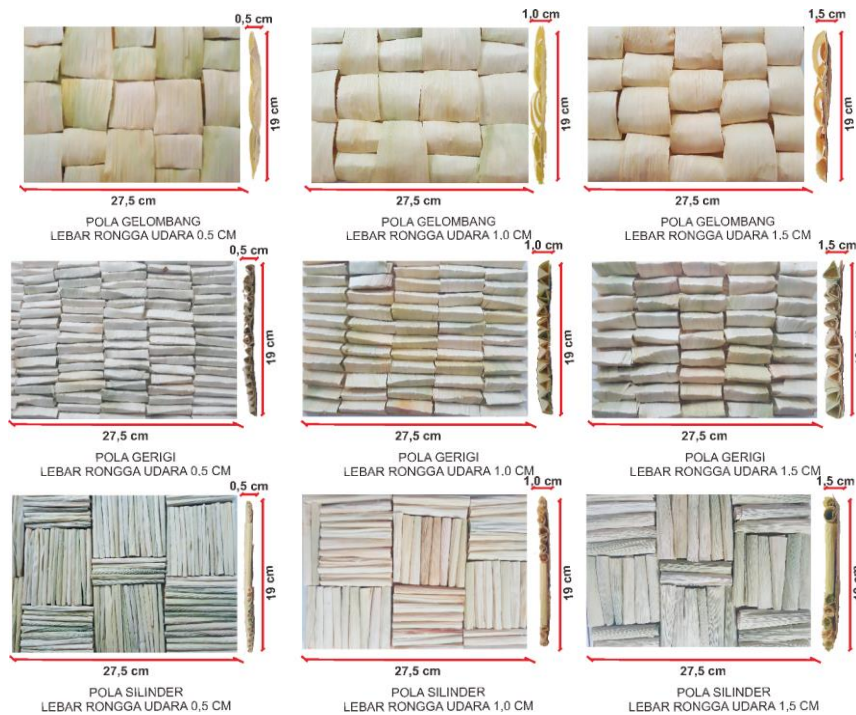 0,5 cm
1,0 cm
1,5 cm
19 cm
19 cm
19 cm
27,5 cm
27,5 cm
27,5 cm
POLA GELOMBANG
LEBAR RONGGA UDARA 0.5 CM
POLA GELOMBANG
LEBAR RONGGA UDARA 1.0 CM
POLA GELOMBANG
LEBAR RONGGA UDARA 1.5 CM
0,5 cm
1,0 cm
1,5 cm
19 cm
19 cm
27,5 cm
27,5 cm
27,5 cm
POLA GERIGI
LEBAR RONGGA UDARA 0.5 CM
POLA GERIGI
LEBAR RONGGA UDARA 1.0 CM
POLA GERIGI
LEBAR RONGGA UDARA 1.5 CM
0,5 cm
1,0 cm
1,5 cm
19 cm
19 cm
19 cm
27,5 cm
27,5 cm
27,5 cm
POLA SILINDER
LEBAR RONGGA UDARA 0,5 CM
POLA SILINDER
LEBAR RONGGA UDARA 1,0 CM
POLA SILINDER
LEBAR RONGGA UDARA 1,5 CM